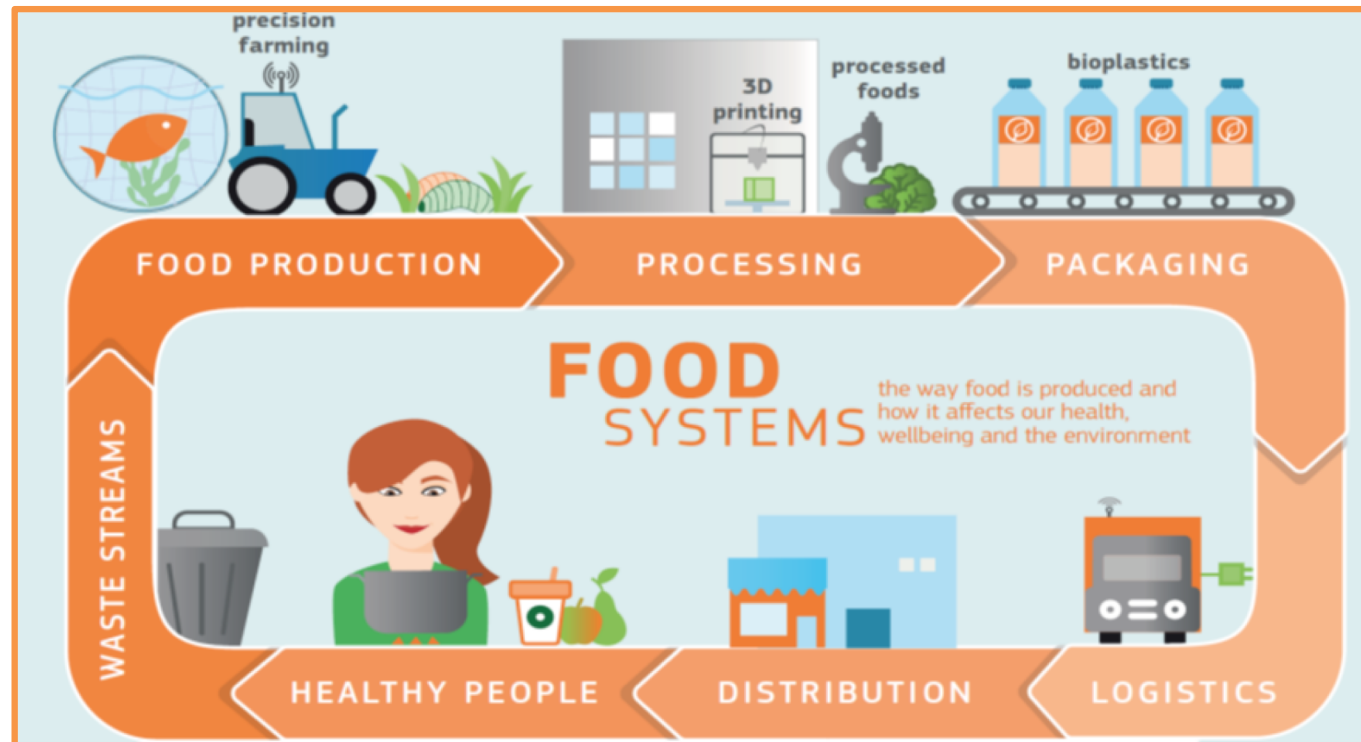 precision
farming
3D
printing
processed
foods
bioplastics
FOOD PRODUCTION
PROCESSING
PACKAGING
FOOD
SYSTEMS
the way food is produced and
how it affects our health,
wellbeing and the environment
WASTE STREAMS
HEALTHY PEOPLE
DISTRIBUTION
LOGISTICS